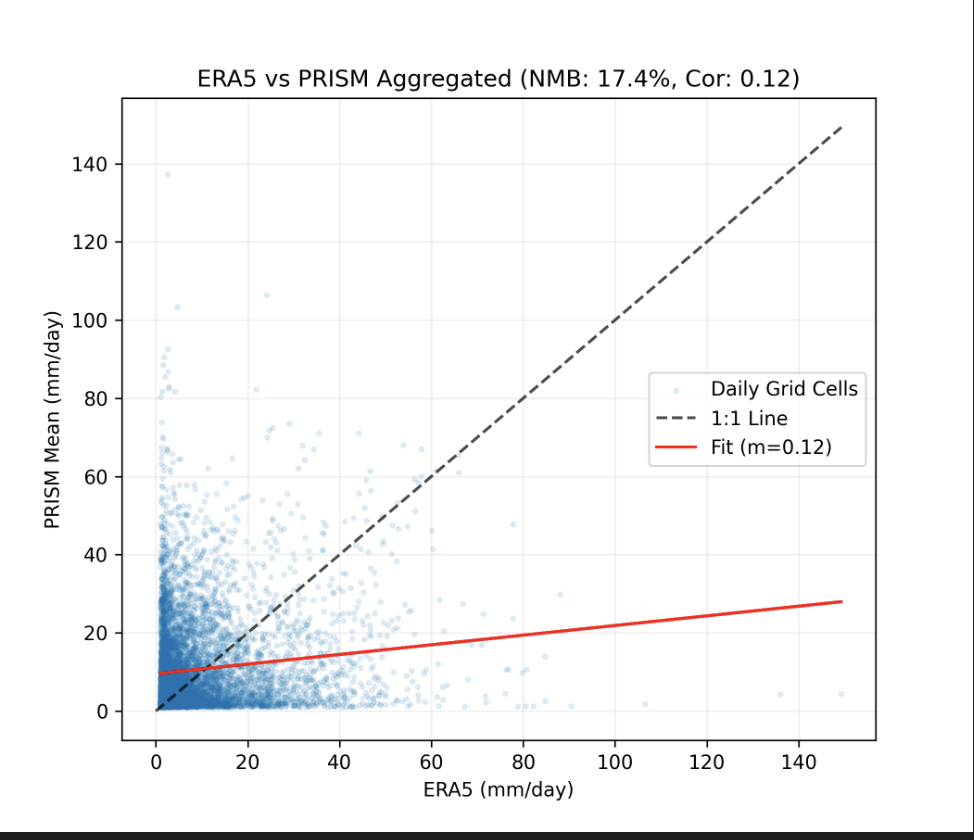 ERA5 vs PRISM Aggregated (NMB: 17.4%, Cor: 0.12)
PRISM Mean (mm/day)
140
120
100
80
60
40
20
0
Daily Grid Cells
1:1 Line
Fit (m=0.12)
0 20 40 60 80 100 120 140
ERA5 (mm/day)